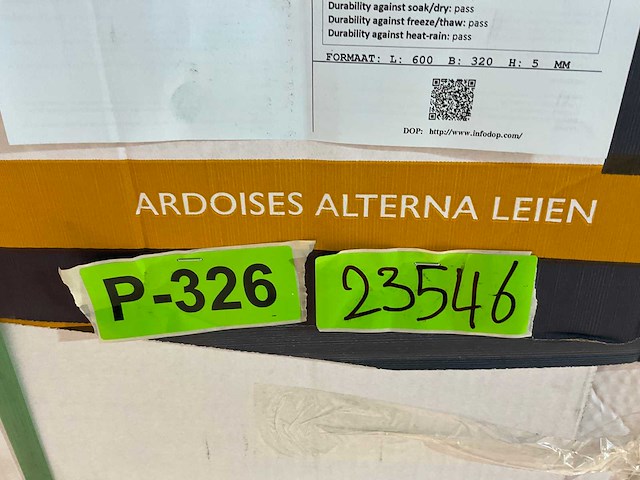 Durability against soak/dry: pass
Durability against freeze/thaw: pass
Durability against heat-rain: pass
FORMAAT: L: 600 B: 320 H: 5 MM
DOP: http://www.infodop.com/
ARDOISES ALTERNA LEIEN
P-326
23546